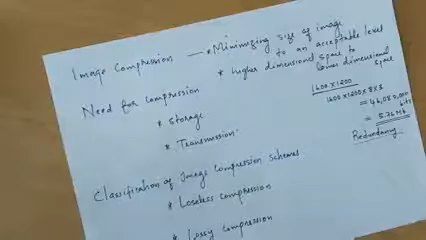 Image Compression — * Minimizing size of image
to an acceptable level
* higher dimensional space to
lower dimensional
space
Need for compression
* Storage
* Transmission
1600 x 1200
1600 x 1200 x 8 x 3
= 46,080,000
bits
= 5.76 Mb
Redundancy
Classification of Image Compression schemes
* Loseless compression
* Lossy compression